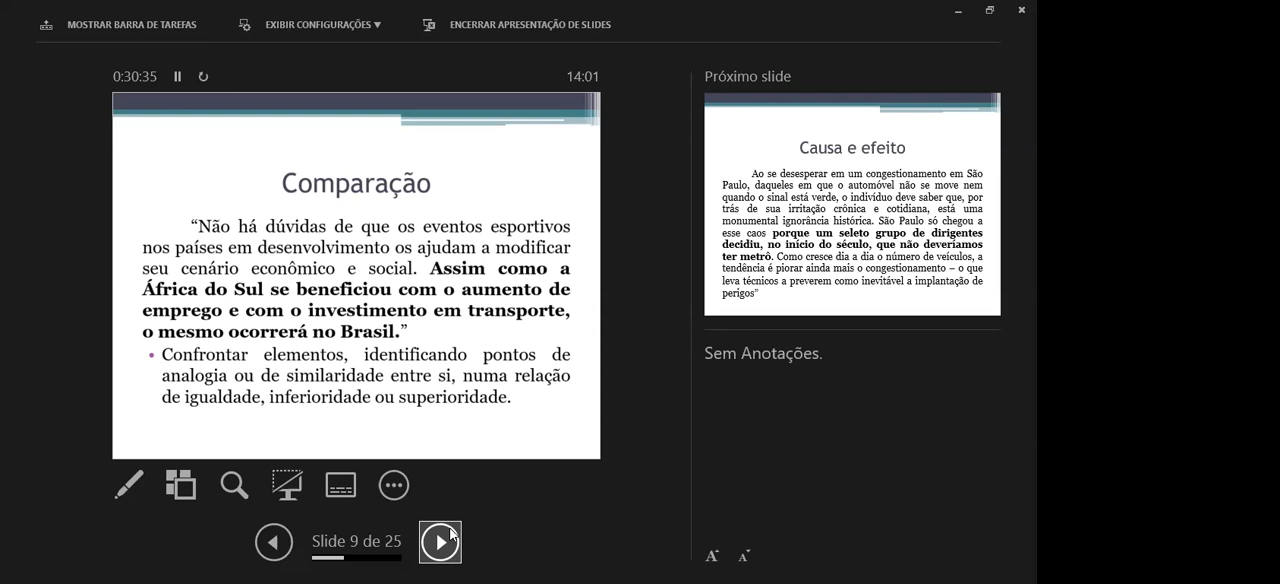 MOSTRAR BARRA DE TAREFAS
EXIBIR CONFIGURAÇÕES ▼
ENCERRAR APRESENTAÇÃO DE SLIDES
0:30:35
14:01
Comparação
“Não há dúvidas de que os eventos esportivos
nos países em desenvolvimento os ajudam a modificar
seu cenário econômico e social. Assim como a
África do Sul se beneficiou com o aumento de
emprego e com o investimento em transporte,
o mesmo ocorrerá no Brasil.”
• Confrontar elementos, identificando pontos de
analogia ou de similaridade entre si, numa relação
de igualdade, inferioridade ou superioridade.
Slide 9 de 25
Próximo slide
Causa e efeito
Ao se desesperar em um congestionamento em São
Paulo, daqueles em que o automóvel não se move nem
quando o sinal está verde, o indivíduo deve saber que, por
trás de sua irritação crônica e cotidiana, está uma
monumental ignorância histórica. São Paulo só chegou a
esse caos porque um seleto grupo de dirigentes
decidiu, no início do século, que não deveríamos
ter metrô. Como cresce dia a dia o número de veículos, a
tendência é piorar ainda mais o congestionamento – o que
leva técnicos a preverem como inevitável a implantação de
perigos”
Sem Anotações.
A A